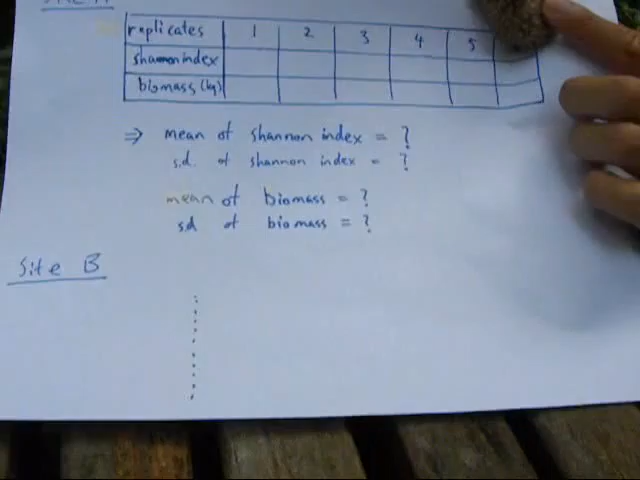 replicates 1 2 3 4 5
shannon index
biomass (kg)
⇒ mean of shannon index = ?
s.d. of shannon index = ?
mean of biomass = ?
sd of biomass = ?
Site B